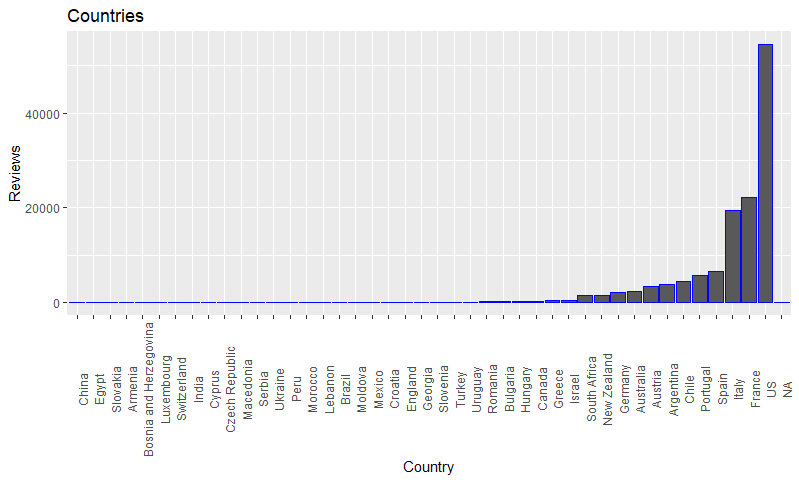 Countries
Reviews
40000
20000
0
China
Egypt
Slovakia
Armenia
Bosnia and Herzegovina
Luxembourg
Switzerland
India
Cyprus
Czech Republic
Macedonia
Serbia
Ukraine
Peru
Morocco
Lebanon
Brazil
Moldova
Mexico
Croatia
England
Georgia
Slovenia
Turkey
Uruguay
Romania
Bulgaria
Hungary
Canada
Greece
Israel
South Africa
New Zealand
Germany
Australia
Austria
Argentina
Chile
Portugal
Spain
Italy
France
US
NA
Country